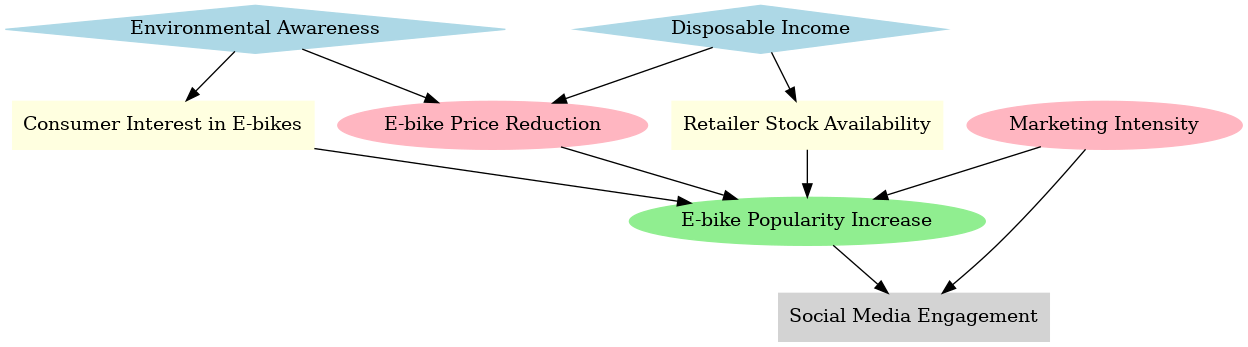 Environmental Awareness
Disposable Income
Consumer Interest in E-bikes
E-bike Price Reduction
Retailer Stock Availability
Marketing Intensity
E-bike Popularity Increase
Social Media Engagement